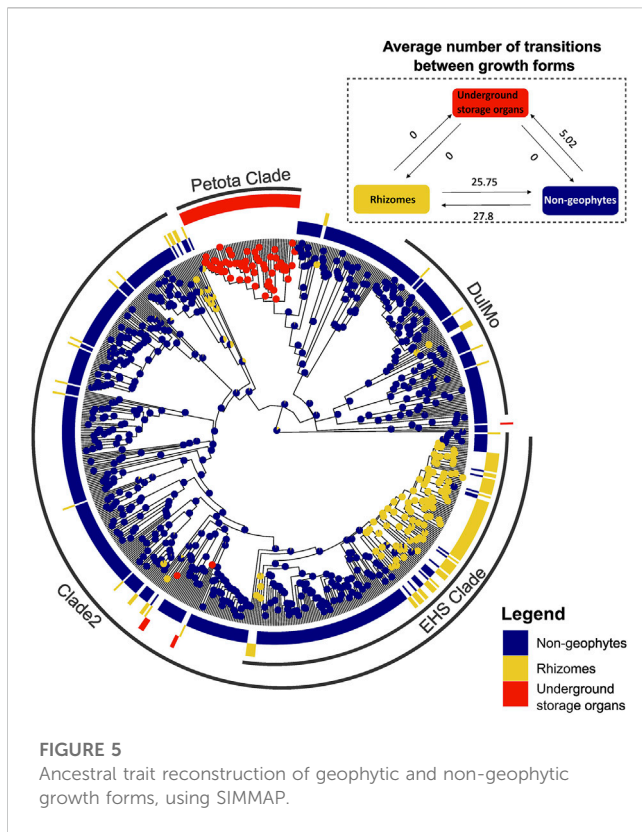 Average number of transitions
between growth forms
Underground
storage organs
0
0
0
5.02
Rhizomes
25.75
27.8
Non-geophytes
Petota Clade
DulMo
Clade2
EHS Clade
Legend
Non-geophytes
Rhizomes
Underground
storage organs
FIGURE 5
Ancestral trait reconstruction of geophytic and non-geophytic
growth forms, using SIMMAP.